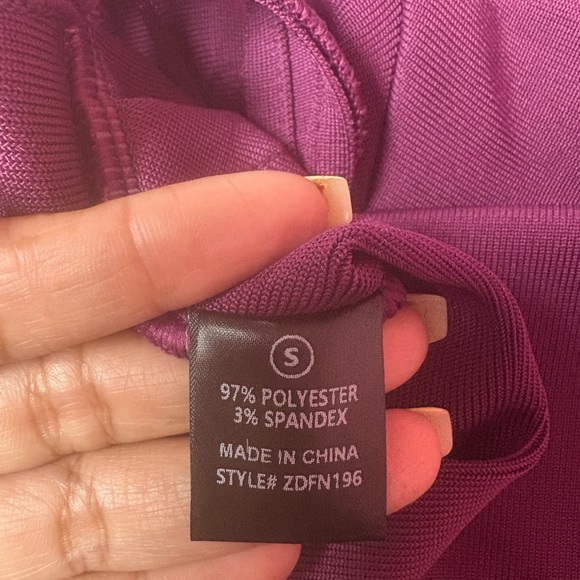 S
97% POLYESTER
3% SPANDEX
MADE IN CHINA
STYLE# ZDFN196